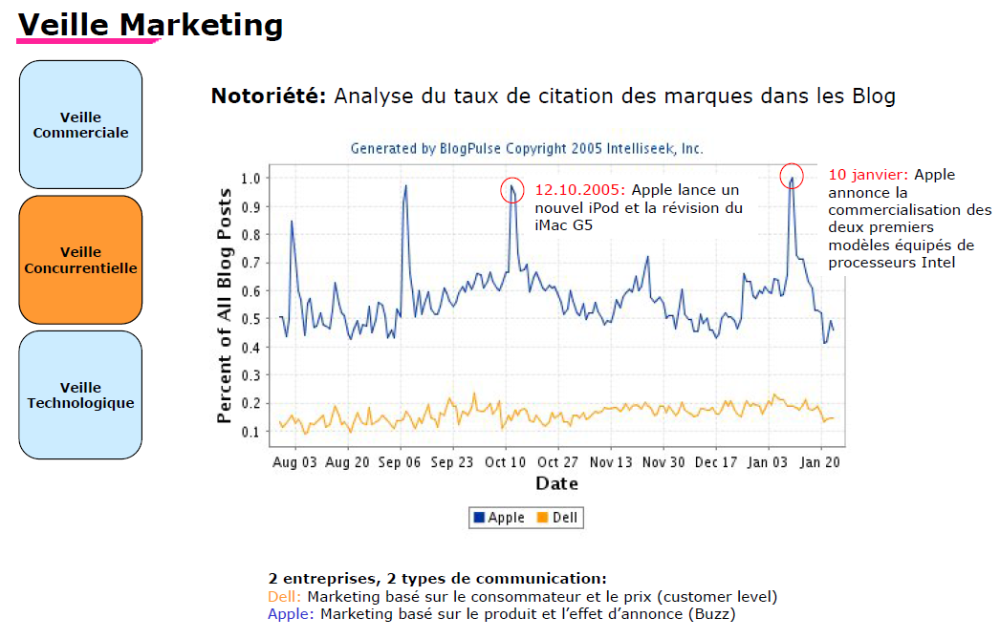 Veille Marketing
Veille
Commerciale
Veille
Concurrentielle
Veille
Technologique
Notoriété: Analyse du taux de citation des marques dans les Blog
Generated by BlogPulse Copyright 2005 Intelliseek, Inc.
Percent of All Blog Posts
1.0
0.9
0.8
0.7
0.6
0.5
0.4
0.3
0.2
0.1
12.10.2005: Apple lance un
nouvel iPod et la révision du
iMac G5
10 janvier: Apple
annonce la
commercialisation des
deux premiers
modèles équipés de
processeurs Intel
Aug 03 Aug 20 Sep 06 Sep 23 Oct 10 Oct 27 Nov 13 Nov 30 Dec 17 Jan 03 Jan 20
Date
Apple Dell
2 entreprises, 2 types de communication:
Dell: Marketing basé sur le consommateur et le prix (customer level)
Apple: Marketing basé sur le produit et l'effet d'annonce (Buzz)